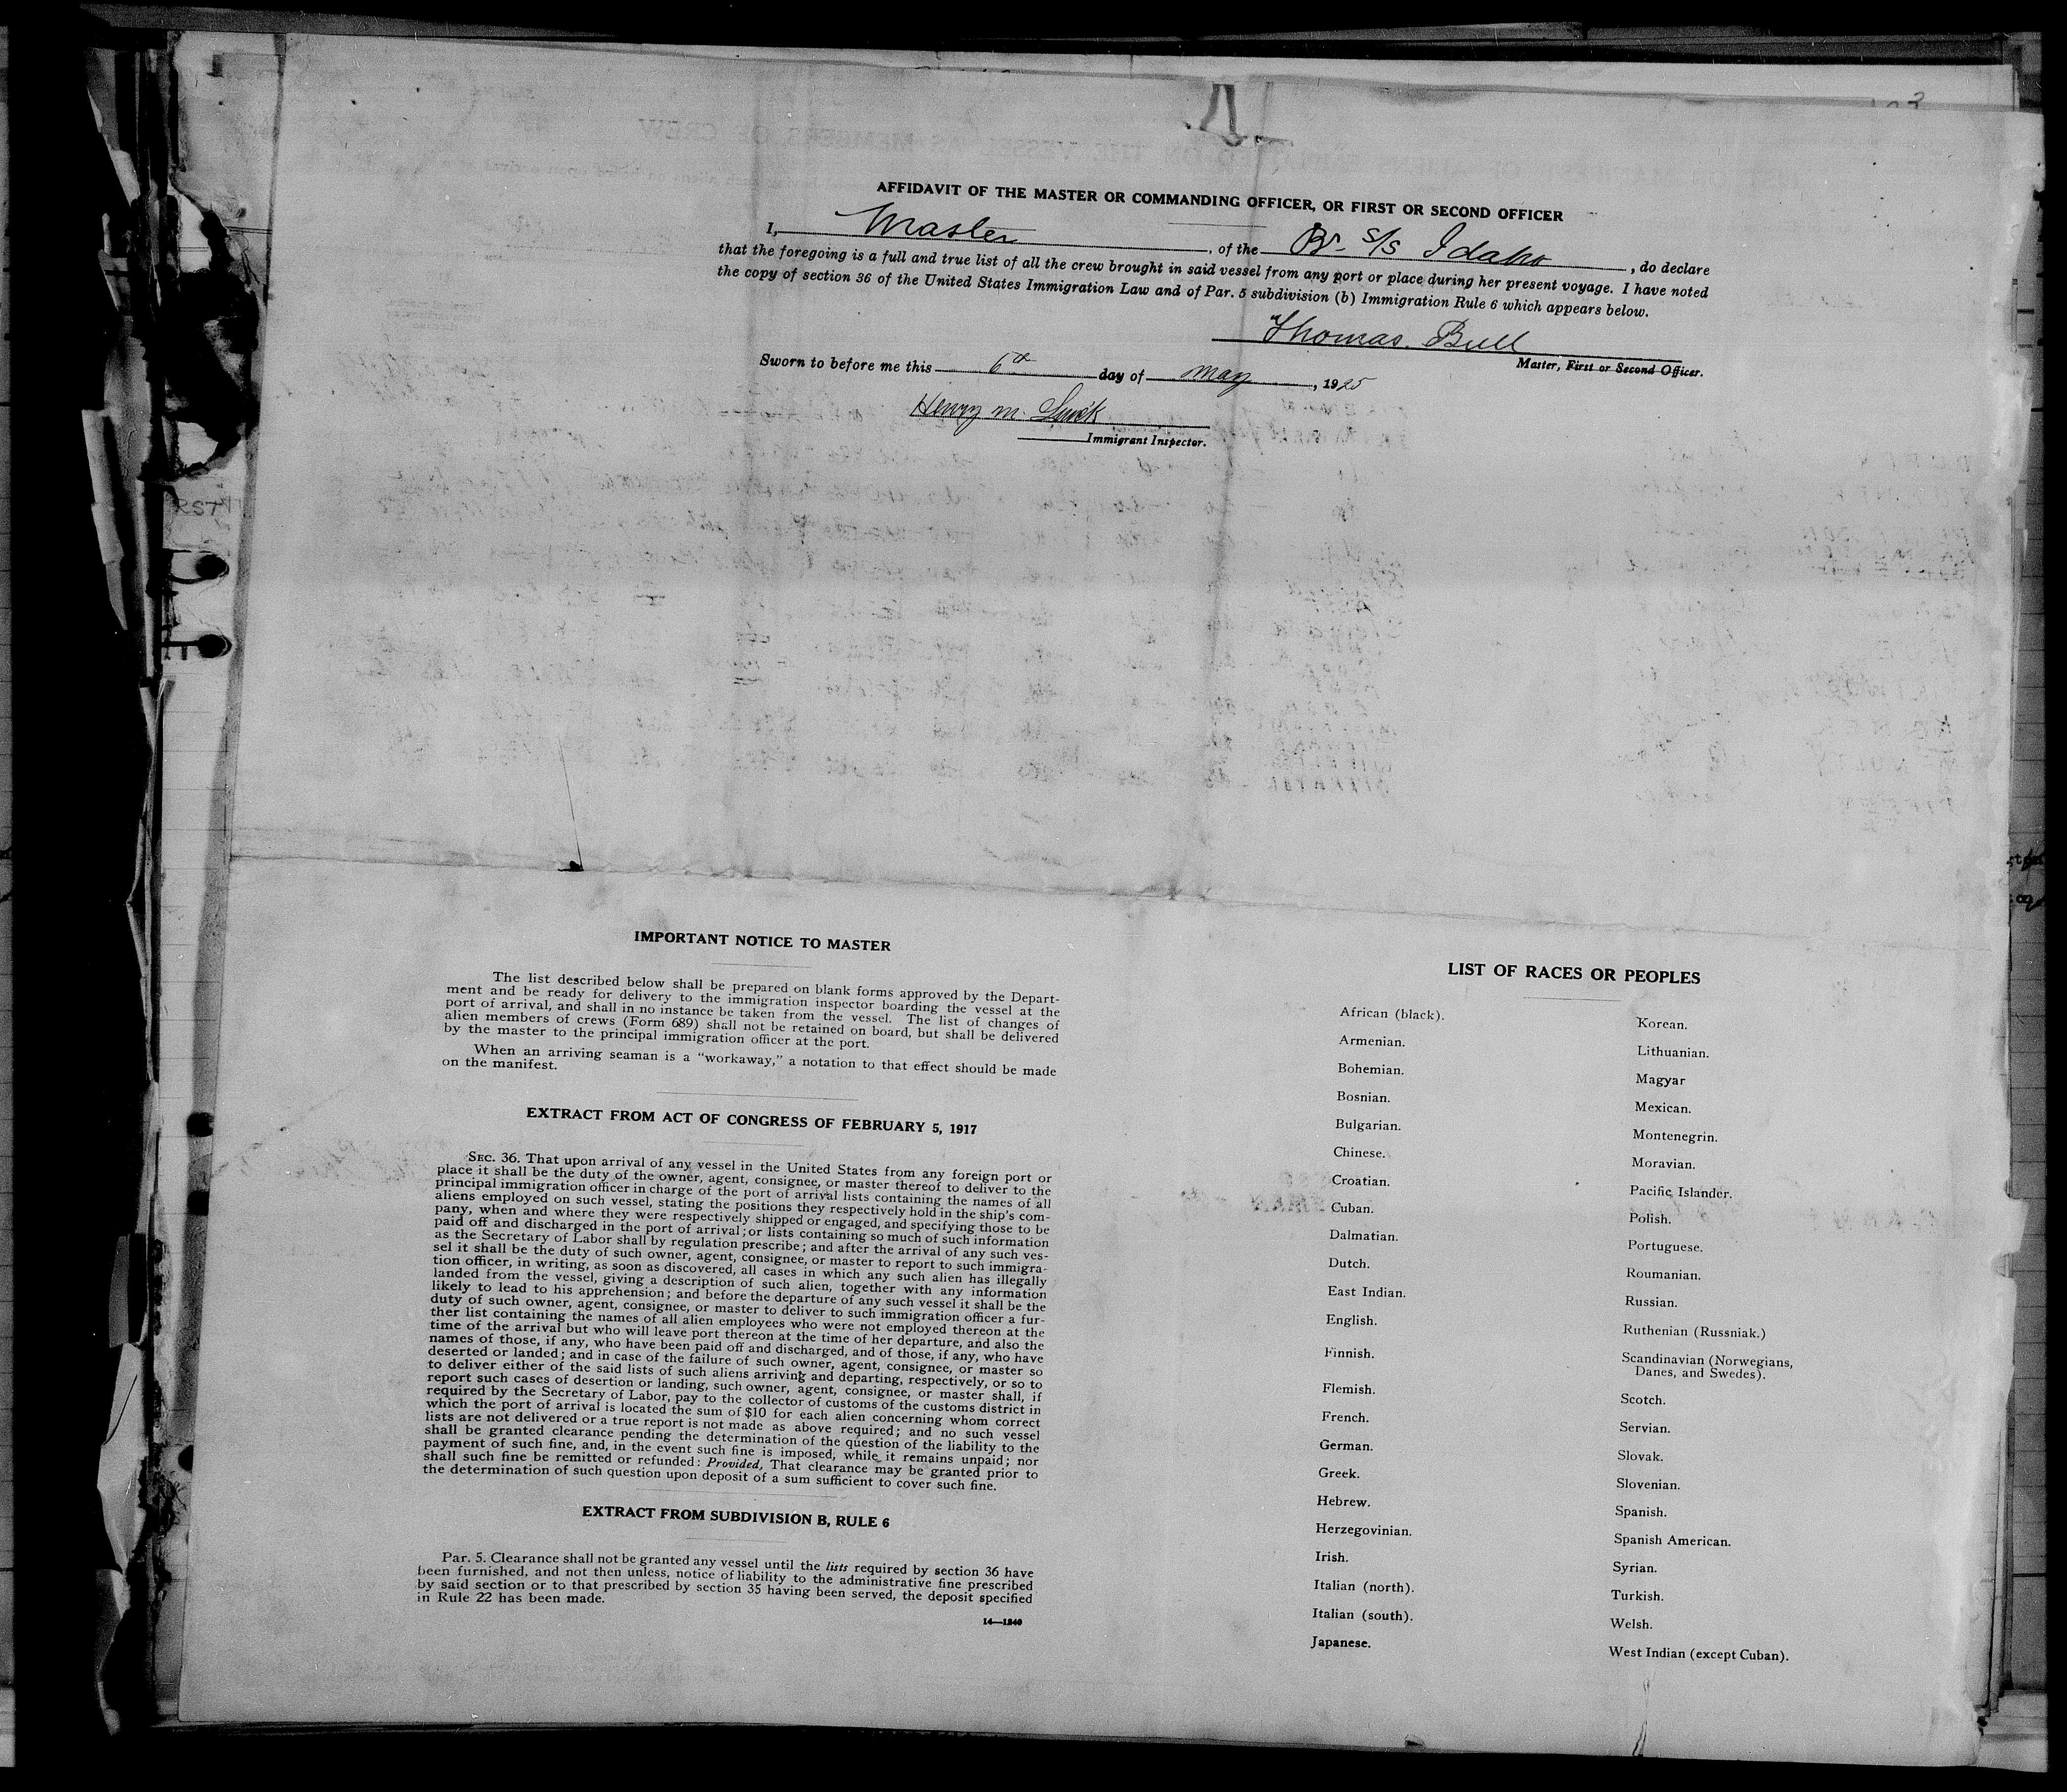 AFFIDAVIT OF THE MASTER OR COMMANDING OFFICER, OR FIRST OR SECOND OFFICER
I, Master, of the Br. S/S Idaho, do declare
that the foregoing is a full and true list of all the crew brought in said vessel from any port or place during her present voyage. I have noted
the copy of section 36 of the United States Immigration Law and of Par. 5 subdivision (b) Immigration Rule 6 which appears below.
Thomas. Bull
Master, First or Second Officer.
Sworn to before me this 6th day of May, 1925
Henry M.
Immigrant Inspector.
IMPORTANT NOTICE TO MASTER
The list described below shall be prepared on blank forms approved by the Depart-
ment and be ready for delivery to the immigration inspector boarding the vessel at the
port of arrival, and shall in no instance be taken from the vessel. The list of changes of
alien members of crews (Form 689) shall not be retained on board, but shall be delivered
by the master to the principal immigration officer at the port.
When an arriving seaman is a "workaway," a notation to that effect should be made
on the manifest.
EXTRACT FROM ACT OF CONGRESS OF FEBRUARY 5, 1917
SEC. 36. That upon arrival of any vessel in the United States from any foreign port or
place it shall be the duty of the owner, agent, consignee, or master thereof to deliver to the
principal immigration officer in charge of the port of arrival lists containing the names of all
aliens employed on such vessel, stating the positions they respectively hold in the ship's com-
pany, when and where they were respectively shipped or engaged, and specifying those to be
paid off and discharged in the port of arrival; or lists containing so much of such information
as the Secretary of Labor shall by regulation prescribe; and after the arrival of any such ves-
sel it shall be the duty of such owner, agent, consignee, or master to report to such immigra-
tion officer, in writing, as soon as discovered, all cases in which any such alien has illegally
landed from the vessel, giving a description of such alien, together with any information
likely to lead to his apprehension; and before the departure of any such vessel it shall be the
duty of such owner, agent, consignee, or master to deliver to such immigration officer a fur-
ther list containing the names of all alien employees who were not employed thereon at the
time of the arrival but who will leave port thereon at the time of her departure, and also the
names of those, if any, who have been paid off and discharged, and of those, if any, who have
deserted or landed; and in case of the failure of such owner, agent, consignee, or master so
to deliver either of the said lists of such aliens arriving and departing, respectively, or so to
report such cases of desertion or landing, such owner, agent, consignee, or master shall, if
required by the Secretary of Labor, pay to the collector of customs of the customs district in
which the port of arrival is located the sum of $10 for each alien concerning whom correct
lists are not delivered or a true report is not made as above required; and no such vessel
shall be granted clearance pending the determination of the question of the liability to the
payment of such fine, and, in the event such fine is imposed, while it remains unpaid; nor
shall such fine be remitted or refunded: Provided, That clearance may be granted prior to
the determination of such question upon deposit of a sum sufficient to cover such fine.
EXTRACT FROM SUBDIVISION B, RULE 6
Par. 5. Clearance shall not be granted any vessel until the lists required by section 36 have
been furnished, and not then unless, notice of liability to the administrative fine prescribed
by said section or to that prescribed by section 35 having been served, the deposit specified
in Rule 22 has been made.
14—1240
LIST OF RACES OR PEOPLES
African (black).
Armenian.
Bohemian.
Bosnian.
Bulgarian.
Chinese.
Croatian.
Cuban.
Dalmatian.
Dutch.
East Indian.
English.
Finnish.
Flemish.
French.
German.
Greek.
Hebrew.
Herzegovinian.
Irish.
Italian (north).
Italian (south).
Japanese.
Korean.
Lithuanian.
Magyar
Mexican.
Montenegrin.
Moravian.
Pacific Islander.
Polish.
Portuguese.
Roumanian.
Russian.
Ruthenian (Russniak.)
Scandinavian (Norwegians,
Danes, and Swedes).
Scotch.
Servian.
Slovak.
Slovenian.
Spanish.
Spanish American.
Syrian.
Turkish.
Welsh.
West Indian (except Cuban).